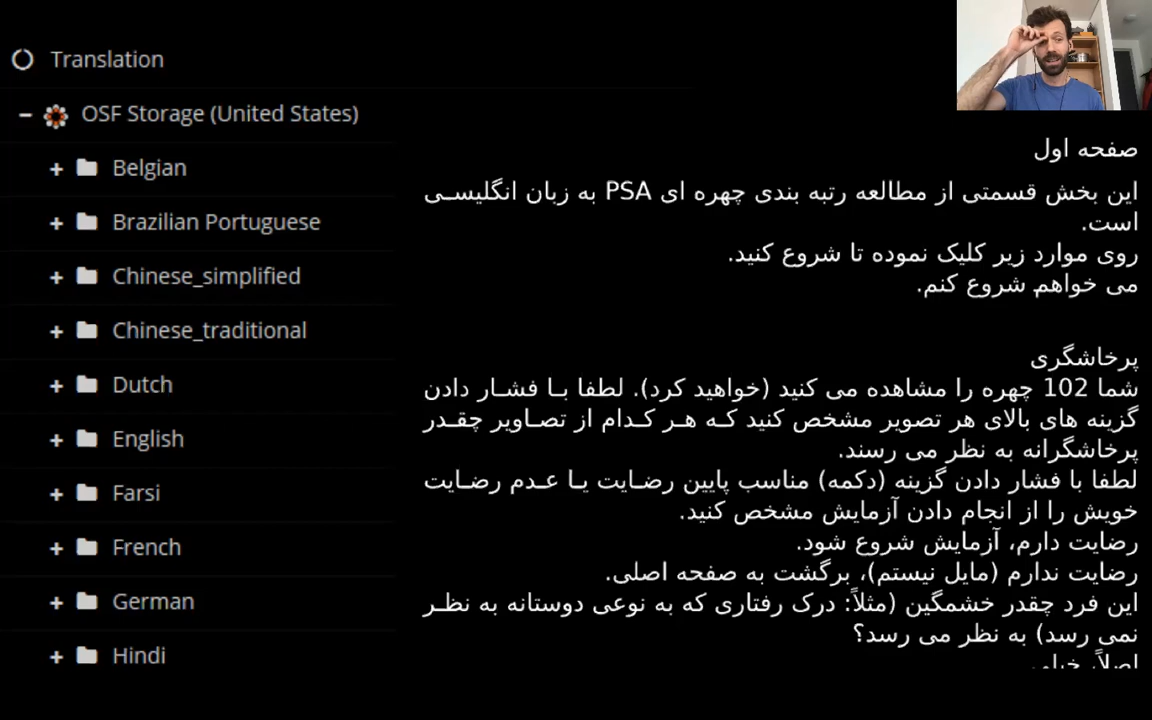 Translation
OSF Storage (United States)
Belgian
Brazilian Portuguese
Chinese_simplified
Chinese_traditional
Dutch
English
Farsi
French
German
Hindi
صفحه اول
این بخش قسمتی از مطالعه رتبه بندی چهره ای PSA به زبان انگلیسی
است.
روی موارد زیر کلیک نموده تا شروع کنید.
می خواهم شروع کنم.
پرخاشگری
شما 102 چهره را مشاهده می کنید (خواهید کرد). لطفا با فشار دادن
گزینه های بالای هر تصویر مشخص کنید که هر کدام از تصاویر چقدر
پرخاشگرانه به نظر می رسند.
لطفا با فشار دادن گزینه (دکمه) مناسب پایین رضایت یا عدم رضایت
خویش را از انجام دادن آزمایش مشخص کنید.
رضایت دارم، آزمایش شروع شود.
رضایت ندارم (مایل نیستم)، برگشت به صفحه اصلی.
این فرد چقدر خشمگین (مثلاً: درک رفتاری که به نوعی دوستانه به نظر
نمی رسد) به نظر می رسد؟
اصلاً، خیلی